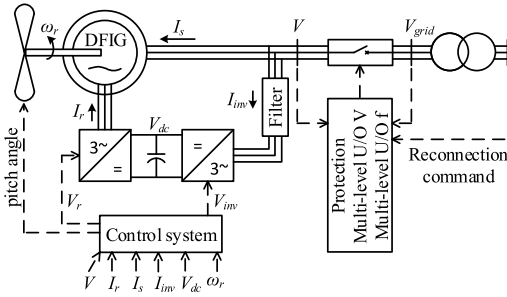 ω_r
DFIG
I_s
V
V_grid
I_r
V_dc
I_inv
Filter
3~
=
=
3~
pitch angle
V_r
V_inv
Protection
Multi-level U/O V
Multi-level U/O f
Reconnection
command
Control system
V I_r I_s I_inv V_dc ω_r